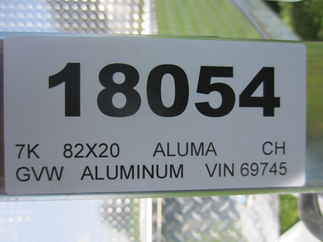 18054
7K 82X20 ALUMA CH
GVW ALUMINUM VIN 69745